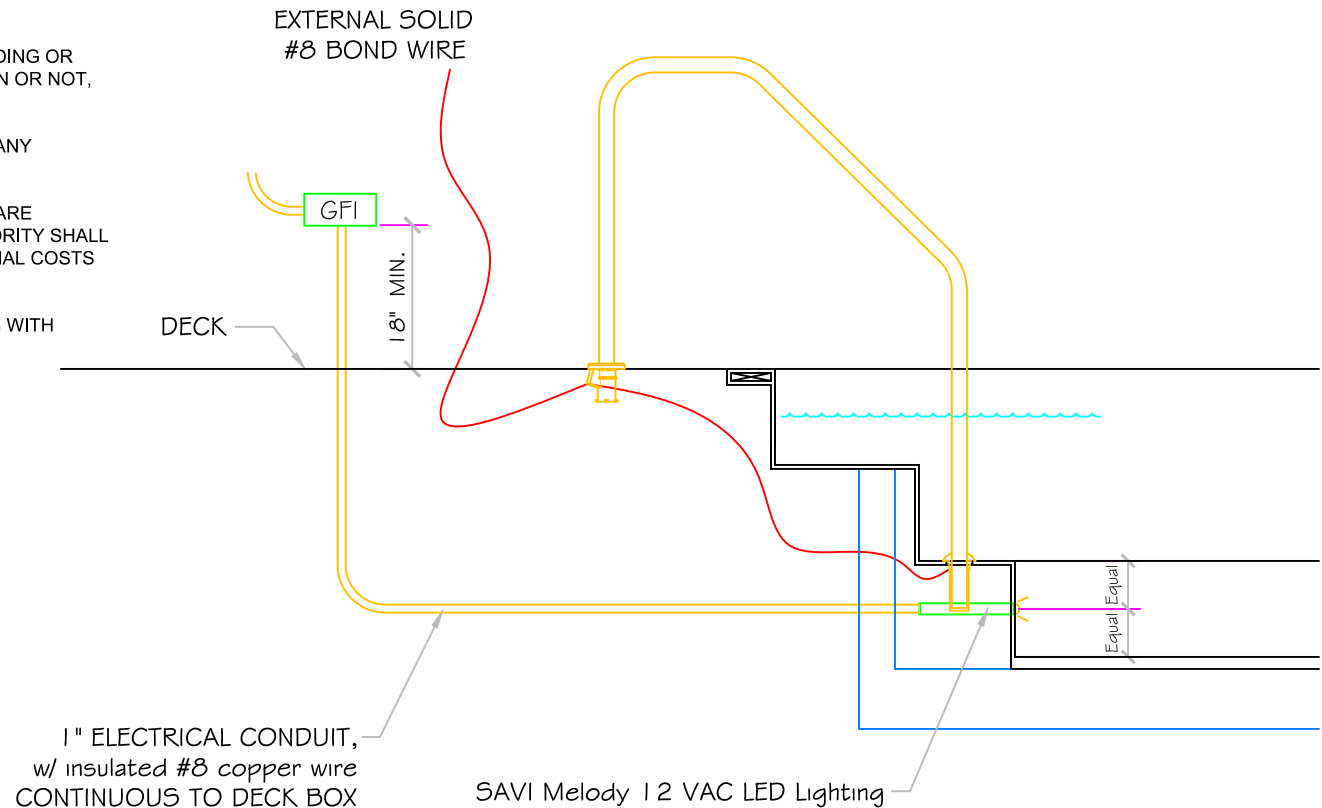 EXTERNAL SOLID
#8 BOND WIRE
DING OR
N OR NOT,
ANY
ARE
ORITY SHALL
NAL COSTS
WITH
GFI
18" MIN.
DECK
Equal Equal
1" ELECTRICAL CONDUIT,
w/ insulated #8 copper wire
CONTINUOUS TO DECK BOX
SAVI Melody 12 VAC LED Lighting